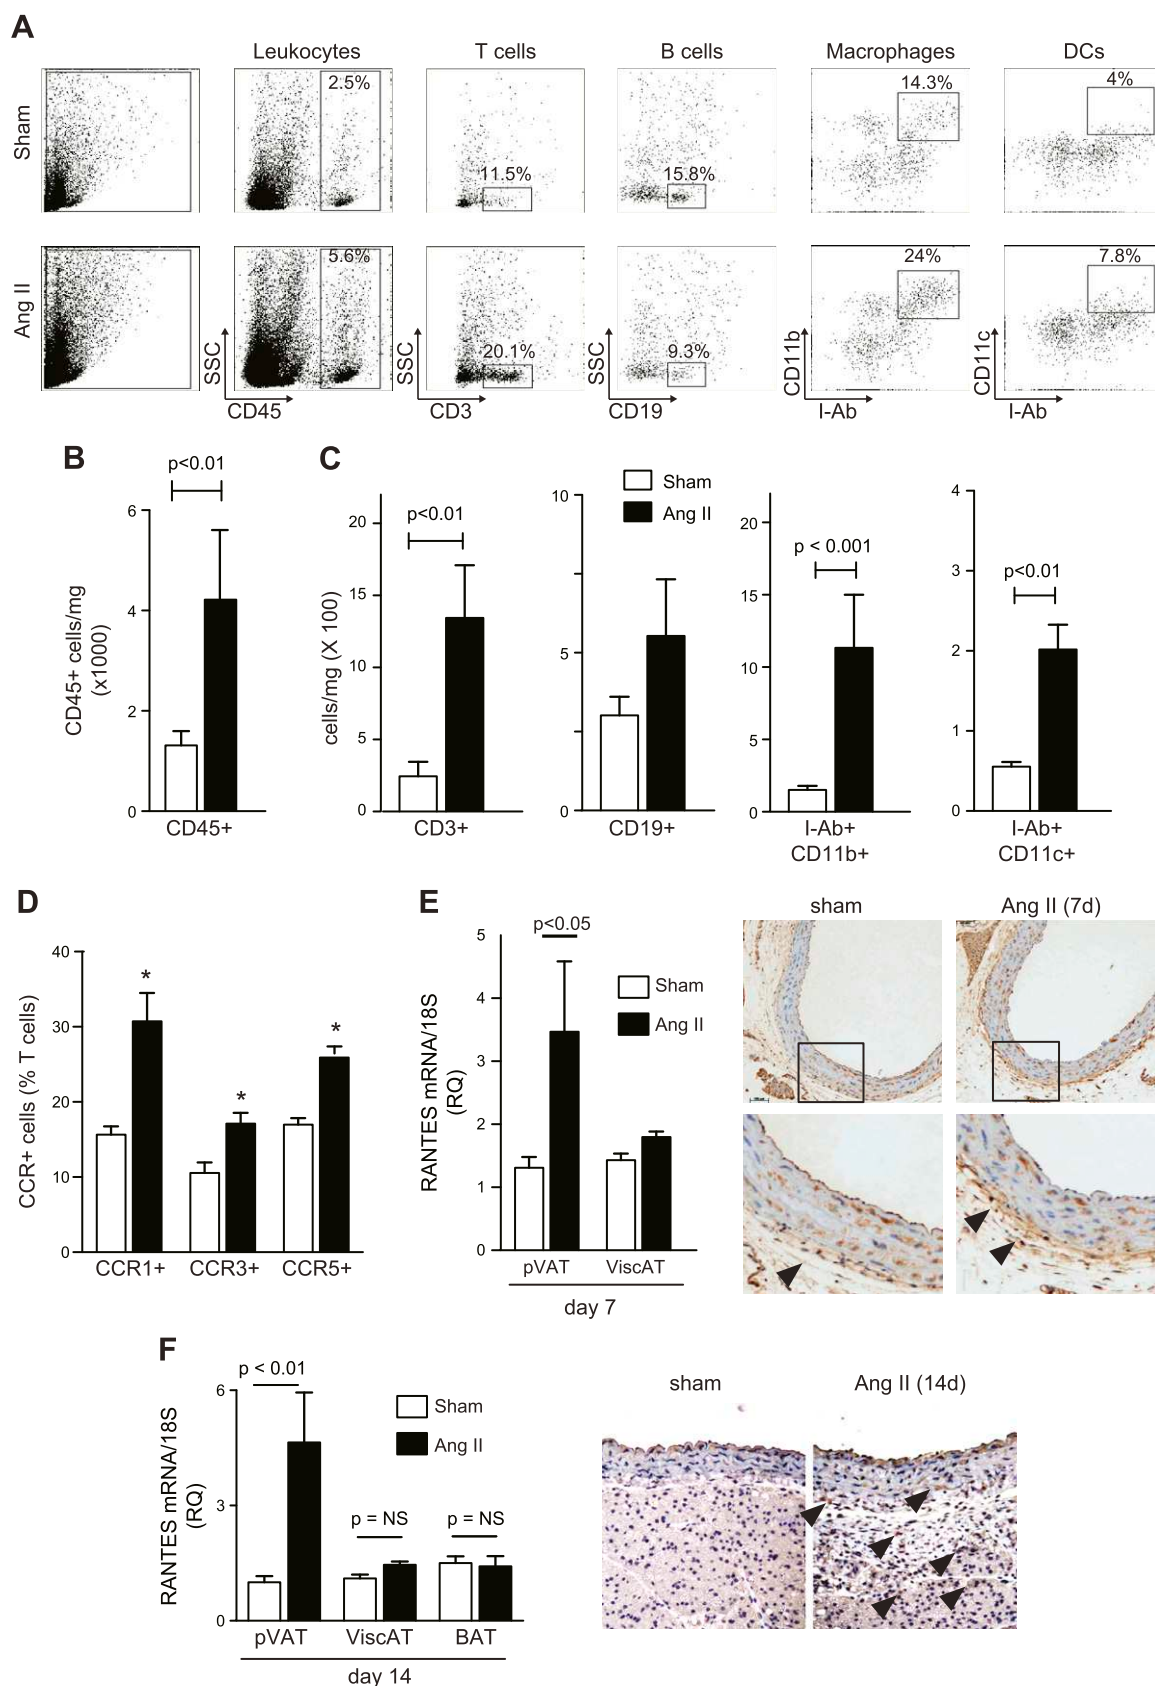 A
Leukocytes
T cells
B cells
Macrophages
DCs
Sham
2.5%
11.5%
15.8%
14.3%
4%
Ang II
5.6%
20.1%
9.3%
24%
7.8%
SSC
CD45
SSC
CD3
SSC
CD19
CD11b
I-Ab
CD11c
I-Ab
B
p<0.01
6
4
2
0
CD45+ cells/mg
(x1000)
CD45+
C
Sham
Ang II
cells/mg (X 100)
p<0.01
20
15
10
5
0
CD3+
10
5
0
CD19+
p < 0.001
20
15
10
5
0
I-Ab+
CD11b+
p<0.01
4
3
2
1
0
I-Ab+
CD11c+
D
CCR+ cells (% T cells)
40
30
20
10
0
*
*
*
CCR1+
CCR3+
CCR5+
E
p<0.05
RANTES mRNA/18S
(RQ)
5
4
3
2
1
0
Sham
Ang II
pVAT
ViscAT
day 7
sham
Ang II (7d)
F
p < 0.01
RANTES mRNA/18S
(RQ)
6
3
0
Sham
Ang II
p = NS
p = NS
pVAT
ViscAT
BAT
day 14
sham
Ang II (14d)